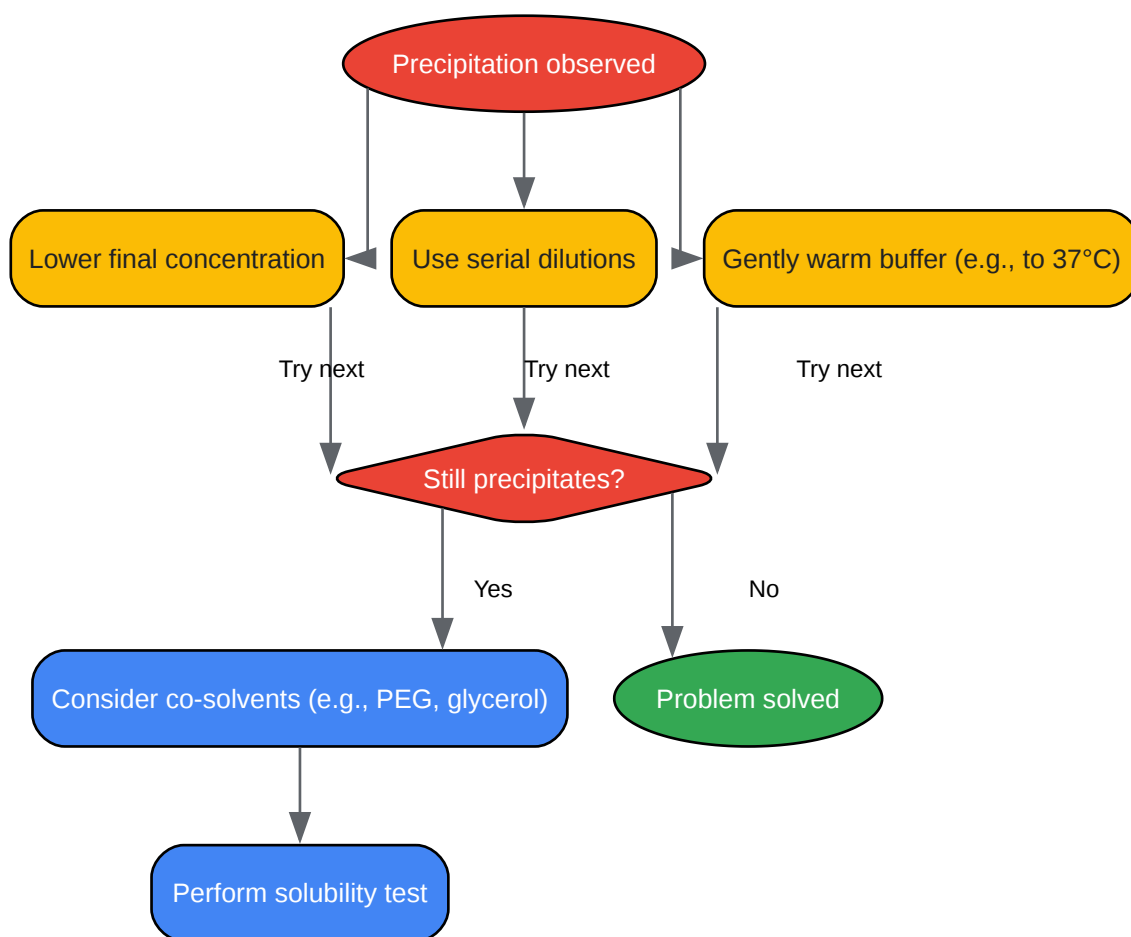 Precipitation observed
Lower final concentration
Use serial dilutions
Gently warm buffer (e.g., to 37°C)
Try next
Try next
Try next
Still precipitates?
Yes
No
Consider co-solvents (e.g., PEG, glycerol)
Problem solved
Perform solubility test